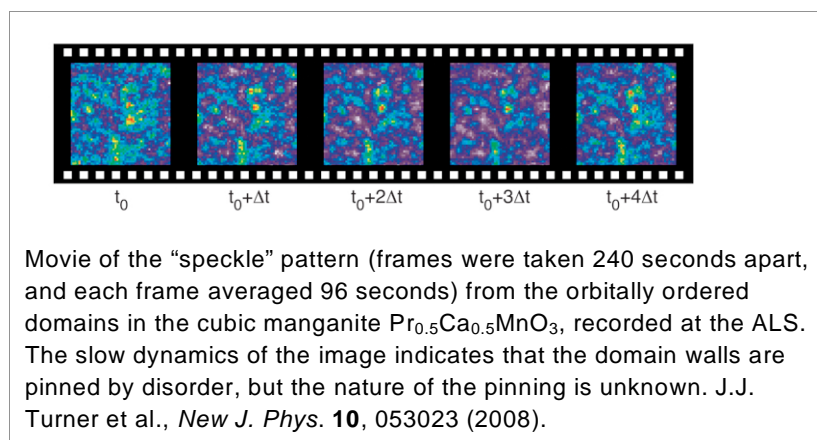 t₀ t₀+Δt t₀+2Δt t₀+3Δt t₀+4Δt
Movie of the “speckle” pattern (frames were taken 240 seconds apart,
and each frame averaged 96 seconds) from the orbitally ordered
domains in the cubic manganite Pr₀.₅Ca₀.₅MnO₃, recorded at the ALS.
The slow dynamics of the image indicates that the domain walls are
pinned by disorder, but the nature of the pinning is unknown. J.J.
Turner et al., New J. Phys. 10, 053023 (2008).